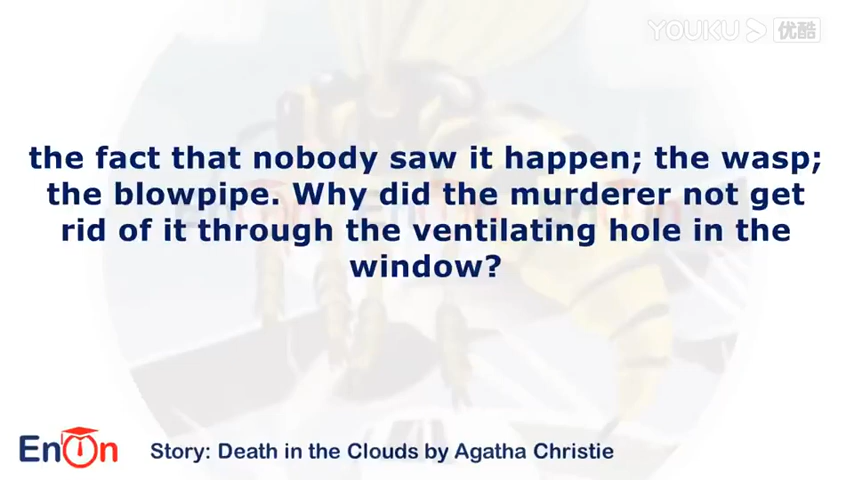 YOUKU 优酷
the fact that nobody saw it happen; the wasp;
the blowpipe. Why did the murderer not get
rid of it through the ventilating hole in the
window?
EnOn
Story: Death in the Clouds by Agatha Christie